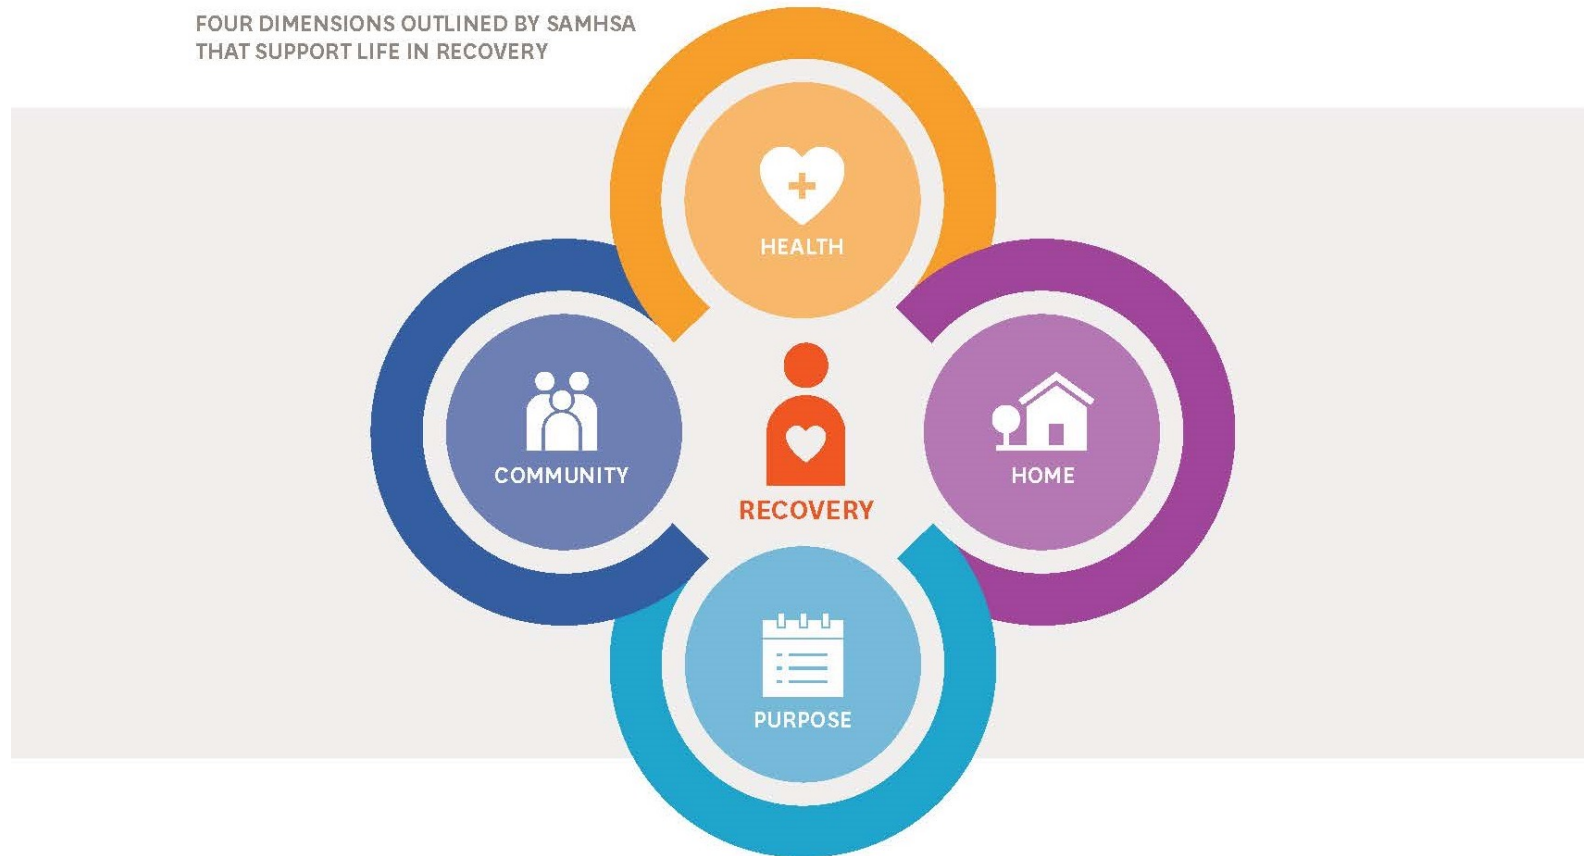 FOUR DIMENSIONS OUTLINED BY SAMHSA
THAT SUPPORT LIFE IN RECOVERY
HEALTH
COMMUNITY
HOME
RECOVERY
PURPOSE